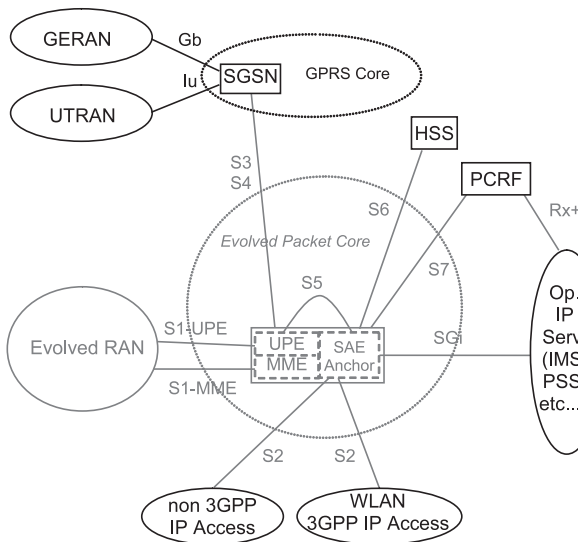 GERAN
Gb
SGSN
GPRS Core
Iu
UTRAN
HSS
S3
S4
PCRF
S6
Rx+
Evolved Packet Core
S7
S5
Op.
IP
Serv
(IMS
PSS
etc...
S1-UPE
UPE
SAE
Anchor
MME
SGi
Evolved RAN
S1-MME
S2
S2
non 3GPP
IP Access
WLAN
3GPP IP Access